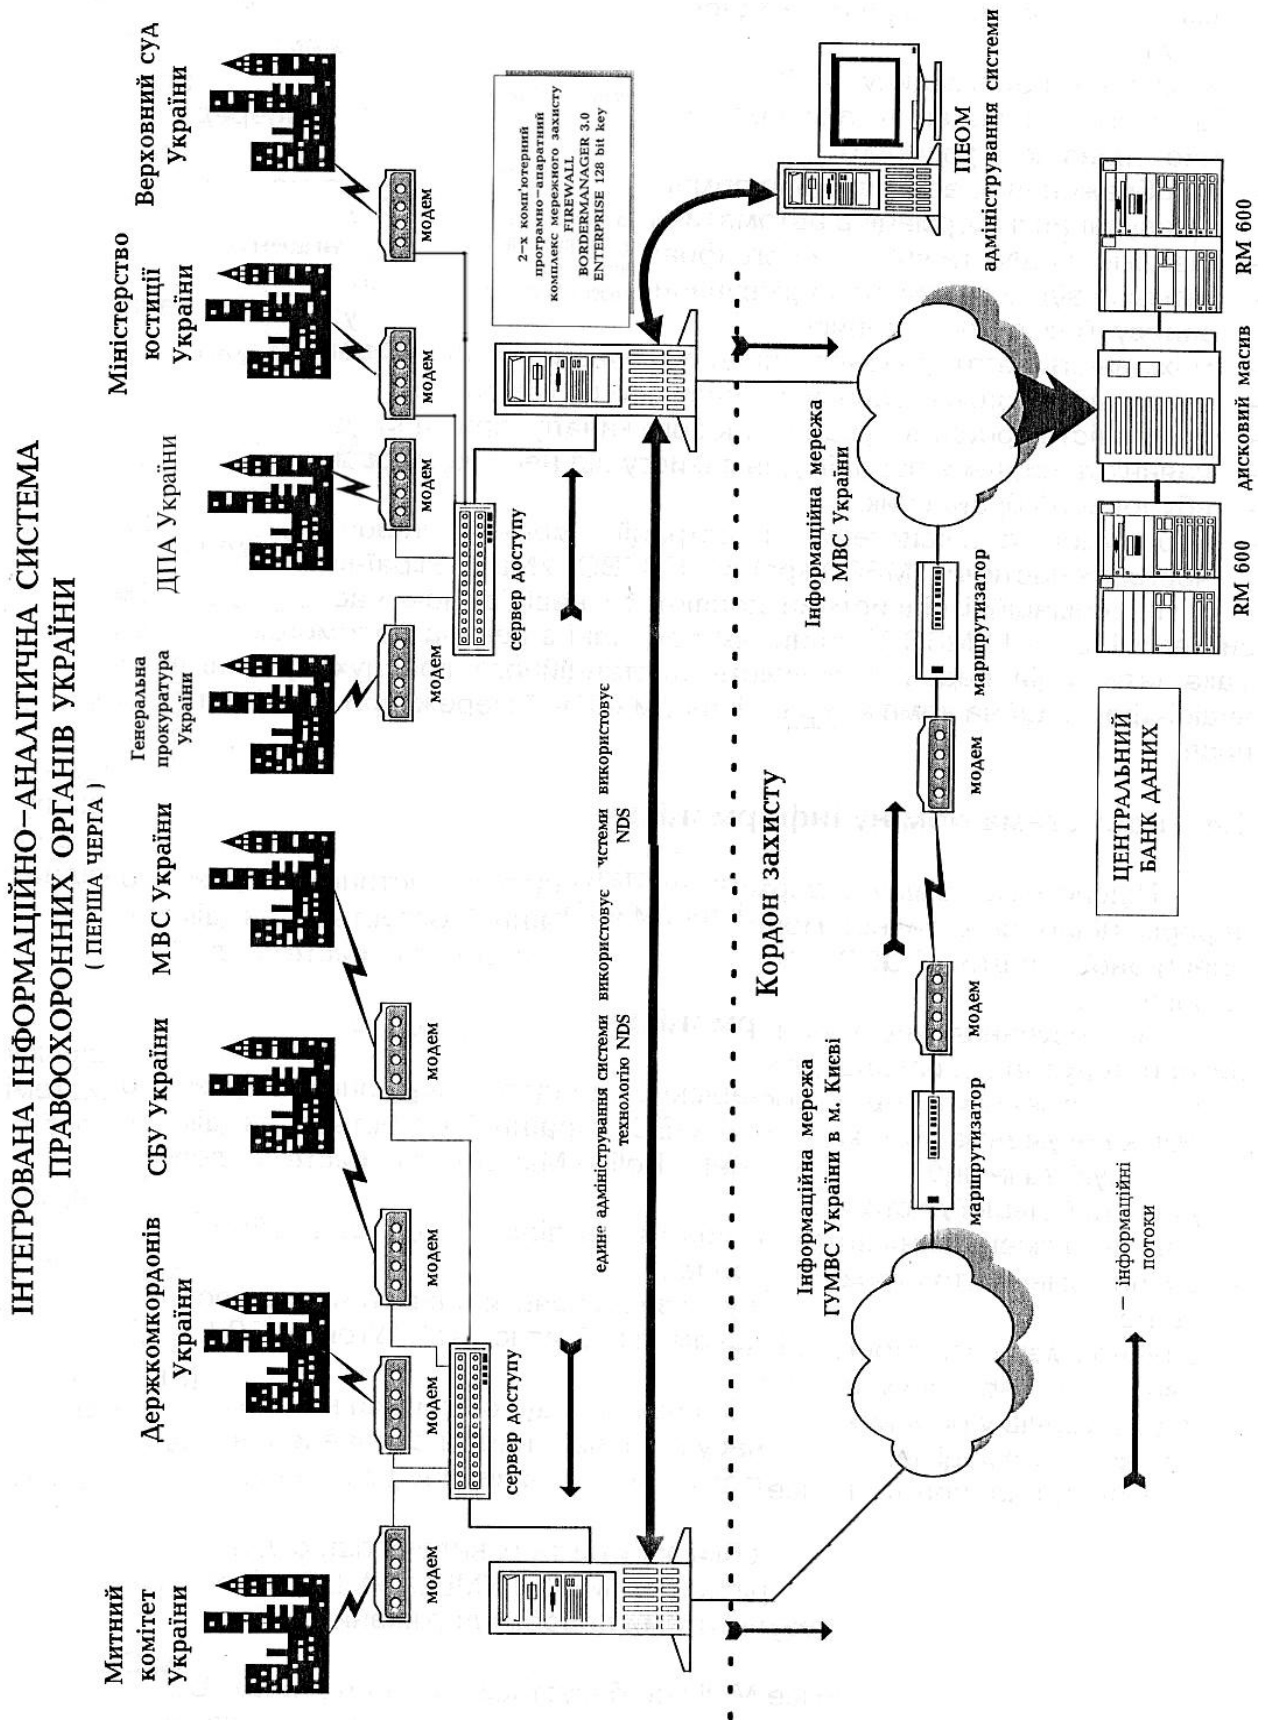 ІНТЕГРОВАНА ІНФОРМАЦІЙНО-АНАЛІТИЧНА СИСТЕМА
ПРАВООХОРОННИХ ОРГАНІВ УКРАЇНИ
( ПЕРША ЧЕРГА )
Митний
комітет
України
Держкомкордонів
України
СБУ України
МВС України
Генеральна
прокуратура
України
ДПА України
Міністерство
юстиції
України
Верховний суд
України
модем
модем
модем
модем
модем
модем
модем
модем
сервер доступу
сервер доступу
2-х комп'ютерний
програмно-апаратний
комплекс мережного захисту
FIREWALL
BORDERMANAGER 3.0
ENTERPRISE 128 bit key
єдине адміністрування системи використовує чстеми використовує
технологію NDS NDS
Кордон захисту
ПЕОМ
адміністрування системи
Інформаційна мережа
ГУМВС України в м. Києві
Інформаційна мережа
МВС України
маршрутизатор
модем
модем
маршрутизатор
— інформаційні
потоки
ЦЕНТРАЛЬНИЙ
БАНК ДАНИХ
RM 600
дисковий масив
RM 600